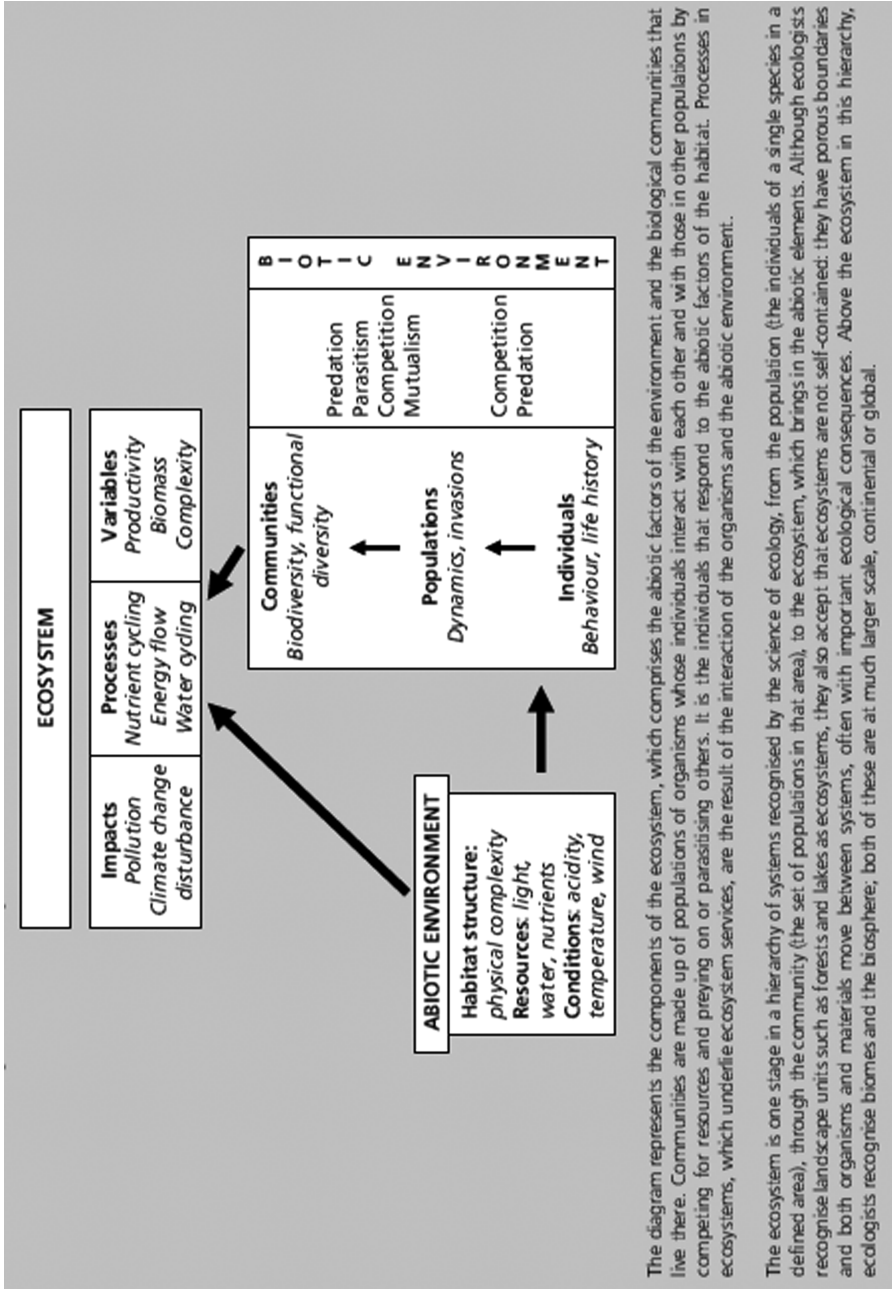 ECOSYSTEM
Impacts
Pollution
Climate change
disturbance
Processes
Nutrient cycling
Energy flow
Water cycling
Variables
Productivity
Biomass
Complexity
ABIOTIC ENVIRONMENT
Habitat structure:
physical complexity
Resources: light,
water, nutrients
Conditions: acidity,
temperature, wind
Communities
Biodiversity, functional
diversity
Populations
Dynamics, invasions
Individuals
Behaviour, life history
Predation
Parasitism
Competition
Mutualism
Competition
Predation
BIOTIC ENVIRONMENT
The diagram represents the components of the ecosystem, which comprises the abiotic factors of the environment and the biological communities that
live there. Communities are made up of populations of organisms whose individuals interact with each other and with those in other populations by
competing for resources and preying on or parasitising others. It is the individuals that respond to the abiotic factors of the habitat. Processes in
ecosystems, which underlie ecosystem services, are the result of the interaction of the organisms and the abiotic environment.
The ecosystem is one stage in a hierarchy of systems recognised by the science of ecology, from the population (the individuals of a single species in a
defined area), through the community (the set of populations in that area), to the ecosystem, which brings in the abiotic elements. Although ecologists
recognise landscape units such as forests and lakes as ecosystems, they also accept that ecosystems are not self-contained: they have porous boundaries
and both organisms and materials move between systems, often with important ecological consequences. Above the ecosystem in this hierarchy,
ecologists recognise biomes and the biosphere; both of these are at much larger scale, continental or global.